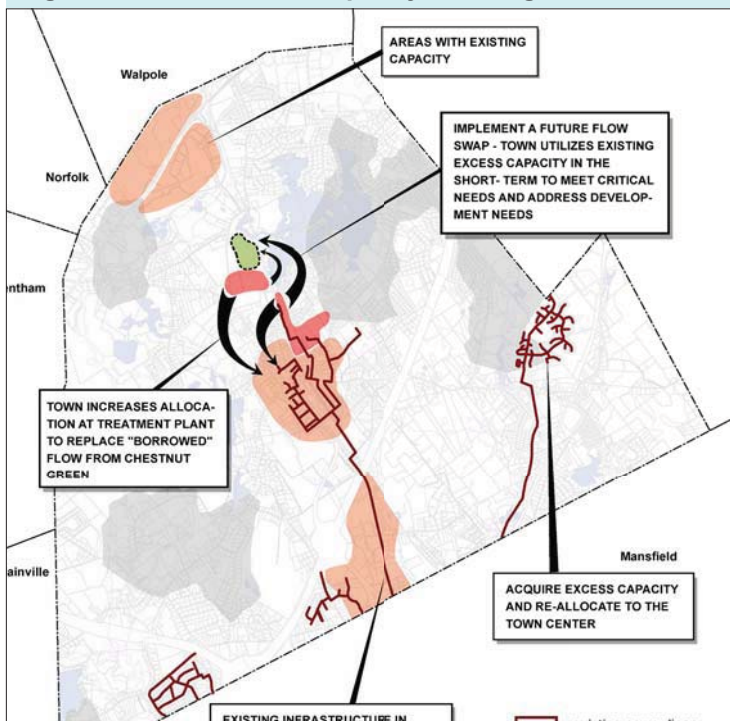 AREAS WITH EXISTING
CAPACITY
Walpole
IMPLEMENT A FUTURE FLOW
SWAP - TOWN UTILIZES EXISTING
EXCESS CAPACITY IN THE
SHORT- TERM TO MEET CRITICAL
NEEDS AND ADDRESS DEVELOP-
MENT NEEDS
Norfolk
entham
TOWN INCREASES ALLOCA-
TION AT TREATMENT PLANT
TO REPLACE "BORROWED"
FLOW FROM CHESTNUT
GREEN
Mansfield
ainville
ACQUIRE EXCESS CAPACITY
AND RE-ALLOCATE TO THE
TOWN CENTER
EXISTING INFRASTRUCTURE IN